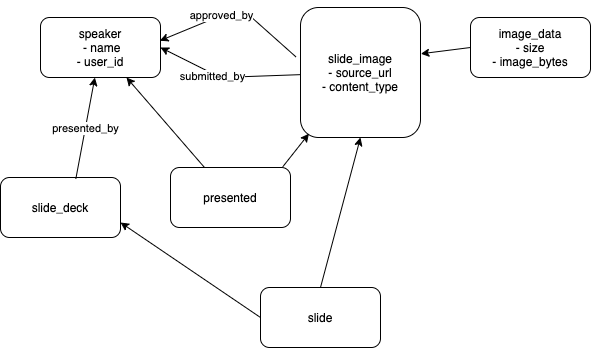 approved_by
speaker
- name
- user_id
slide_image
- source_url
- content_type
image_data
- size
- image_bytes
submitted_by
presented_by
slide_deck
presented
slide